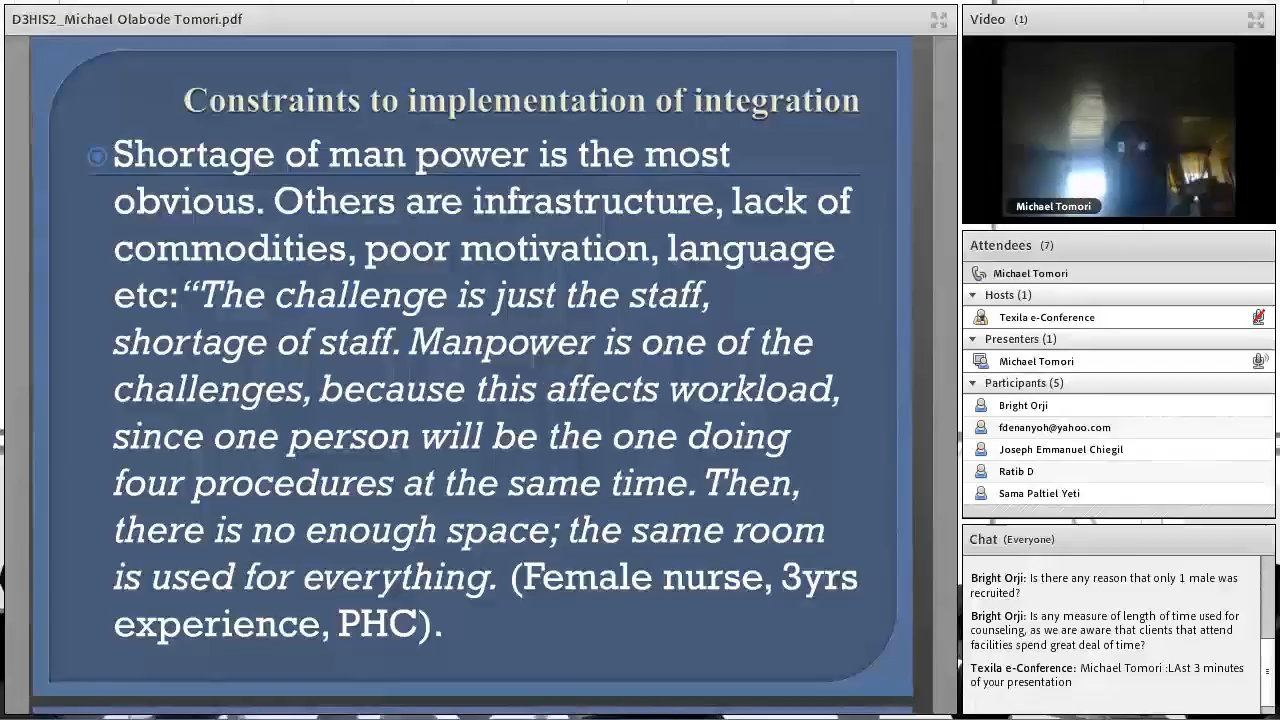 D3HIS2_Michael Olabode Tomori.pdf
Constraints to implementation of integration
Shortage of man power is the most
obvious. Others are infrastructure, lack of
commodities, poor motivation, language
etc: “The challenge is just the staff,
shortage of staff. Manpower is one of the
challenges, because this affects workload,
since one person will be the one doing
four procedures at the same time. Then,
there is no enough space; the same room
is used for everything. (Female nurse, 3yrs
experience, PHC).
Video (1)
Michael Tomori
Attendees (7)
Michael Tomori
Hosts (1)
Texila e-Conference
Presenters (1)
Michael Tomori
Participants (5)
Bright Orji
fdenanyoh@yahoo.com
Joseph Emmanuel Chiegil
Ratib D
Sama Paltiel Yeti
Chat (Everyone)
Bright Orji: Is there any reason that only 1 male was
recruited?
Bright Orji: Is any measure of length of time used for
counseling, as we are aware that clients that attend
facilities spend great deal of time?
Texila e-Conference: Michael Tomori :LAst 3 minutes
of your presentation